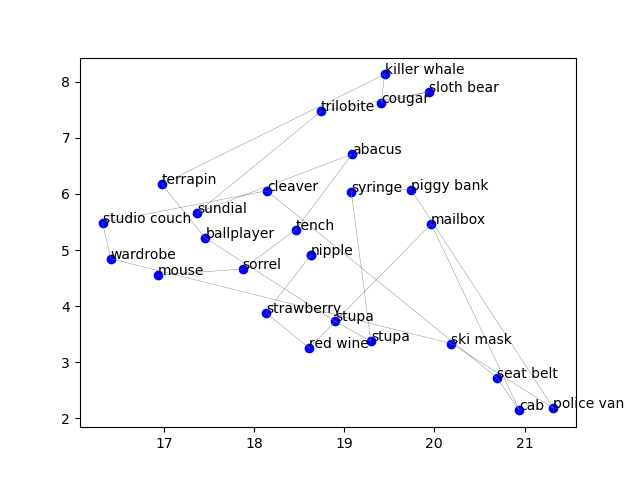 killer whale
sloth bear
cougar
trilobite
abacus
terrapin
cleaver
syringe
piggy bank
sundial
studio couch
mailbox
ballplayer
tench
nipple
wardrobe
sorrel
mouse
strawberry
stupa
red wine
stupa
ski mask
seat belt
cab
police van
8
7
6
5
4
3
2
17
18
19
20
21